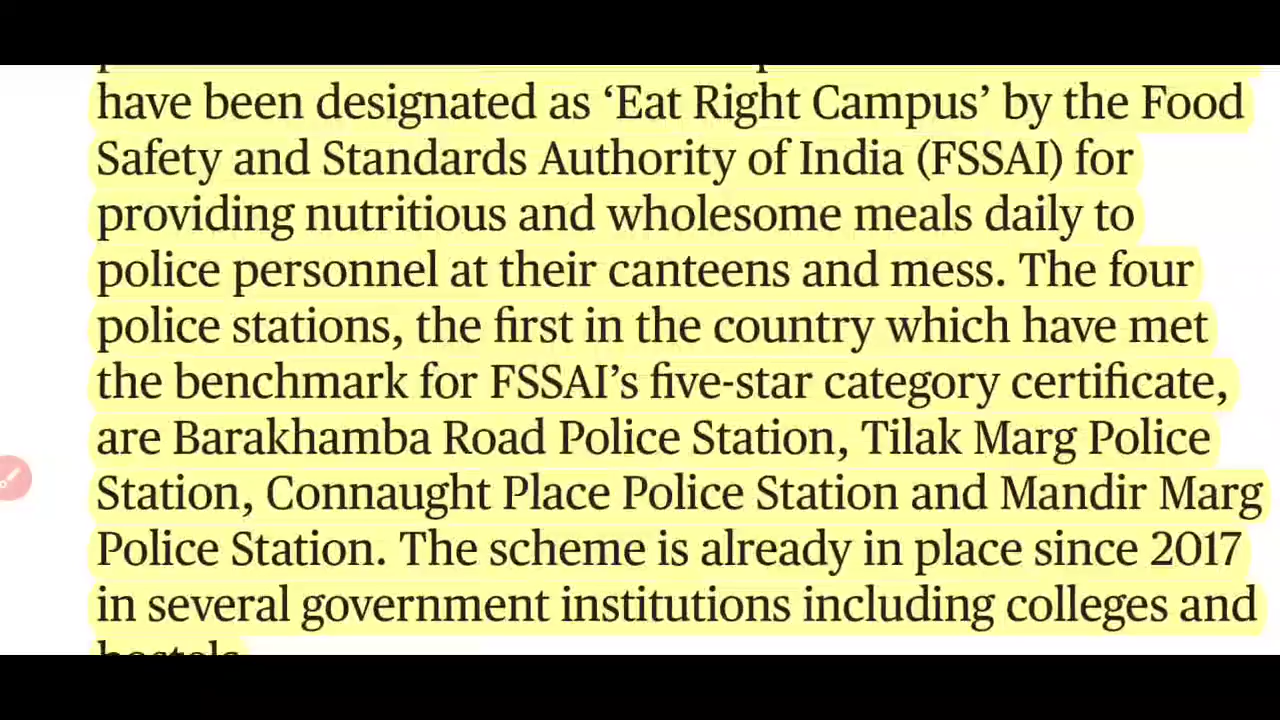 have been designated as ‘Eat Right Campus’ by the Food
Safety and Standards Authority of India (FSSAI) for
providing nutritious and wholesome meals daily to
police personnel at their canteens and mess. The four
police stations, the first in the country which have met
the benchmark for FSSAI’s five-star category certificate,
are Barakhamba Road Police Station, Tilak Marg Police
Station, Connaught Place Police Station and Mandir Marg
Police Station. The scheme is already in place since 2017
in several government institutions including colleges and
hostels.